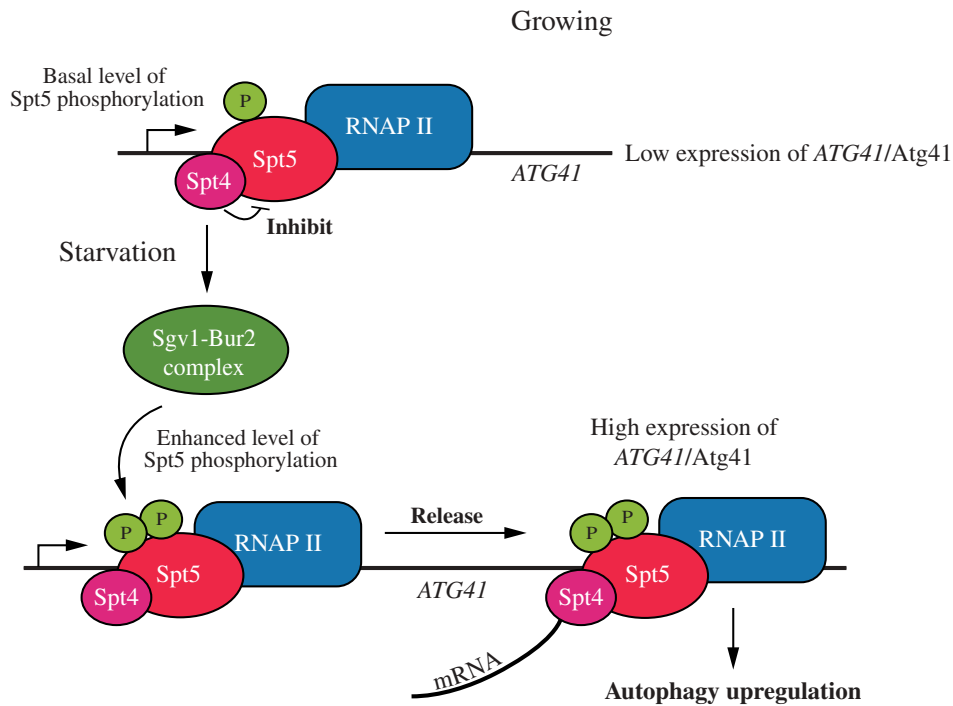 Growing
Basal level of
Spt5 phosphorylation
P
RNAP II
Spt5
Spt4
ATG41
Low expression of ATG41/Atg41
Inhibit
Starvation
Sgv1-Bur2
complex
Enhanced level of
Spt5 phosphorylation
High expression of
ATG41/Atg41
P
P
RNAP II
Spt5
Spt4
Release
ATG41
P
P
RNAP II
Spt5
Spt4
mRNA
Autophagy upregulation